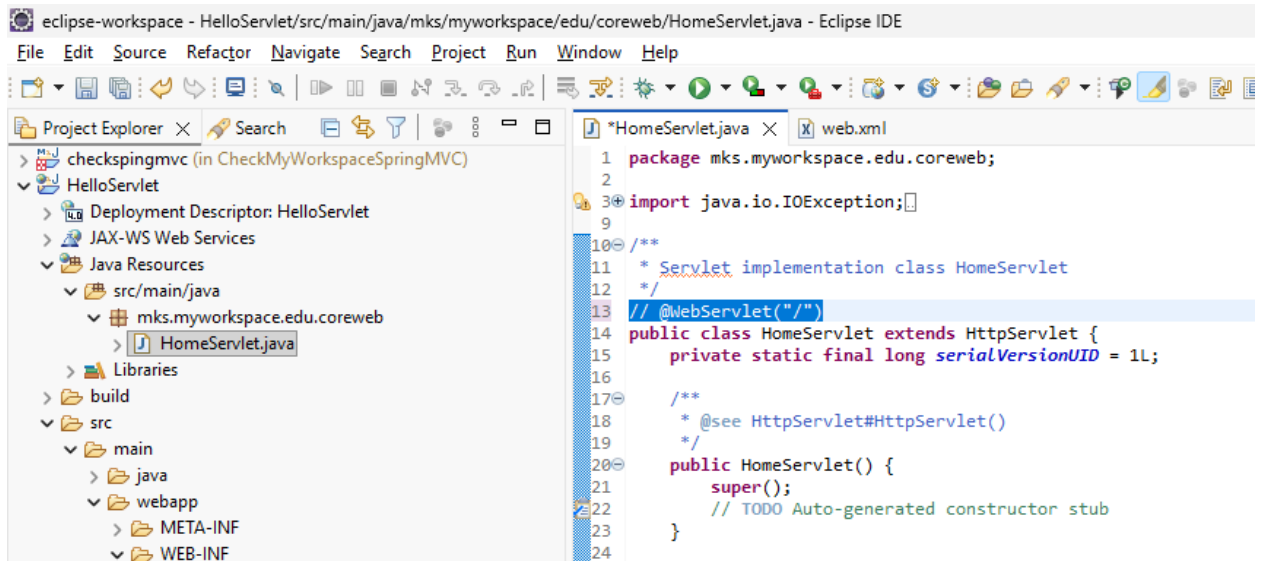 eclipse-workspace - HelloServlet/src/main/java/mks/myworkspace/edu/coreweb/HomeServlet.java - Eclipse IDE
File Edit Source Refactor Navigate Search Project Run Window Help
Project Explorer Search
checkspingmvc (in CheckMyWorkspaceSpringMVC)
HelloServlet
Deployment Descriptor: HelloServlet
JAX-WS Web Services
Java Resources
src/main/java
mks.myworkspace.edu.coreweb
HomeServlet.java
Libraries
build
src
main
java
webapp
META-INF
WEB-INF
*HomeServlet.java web.xml
1 package mks.myworkspace.edu.coreweb;
2
3 import java.io.IOException;
9
10 /**
11 * Servlet implementation class HomeServlet
12 */
13 // @WebServlet("/")
14 public class HomeServlet extends HttpServlet {
15 private static final long serialVersionUID = 1L;
16
17 /**
18 * @see HttpServlet#HttpServlet()
19 */
20 public HomeServlet() {
21 super();
22 // TODO Auto-generated constructor stub
23 }
24